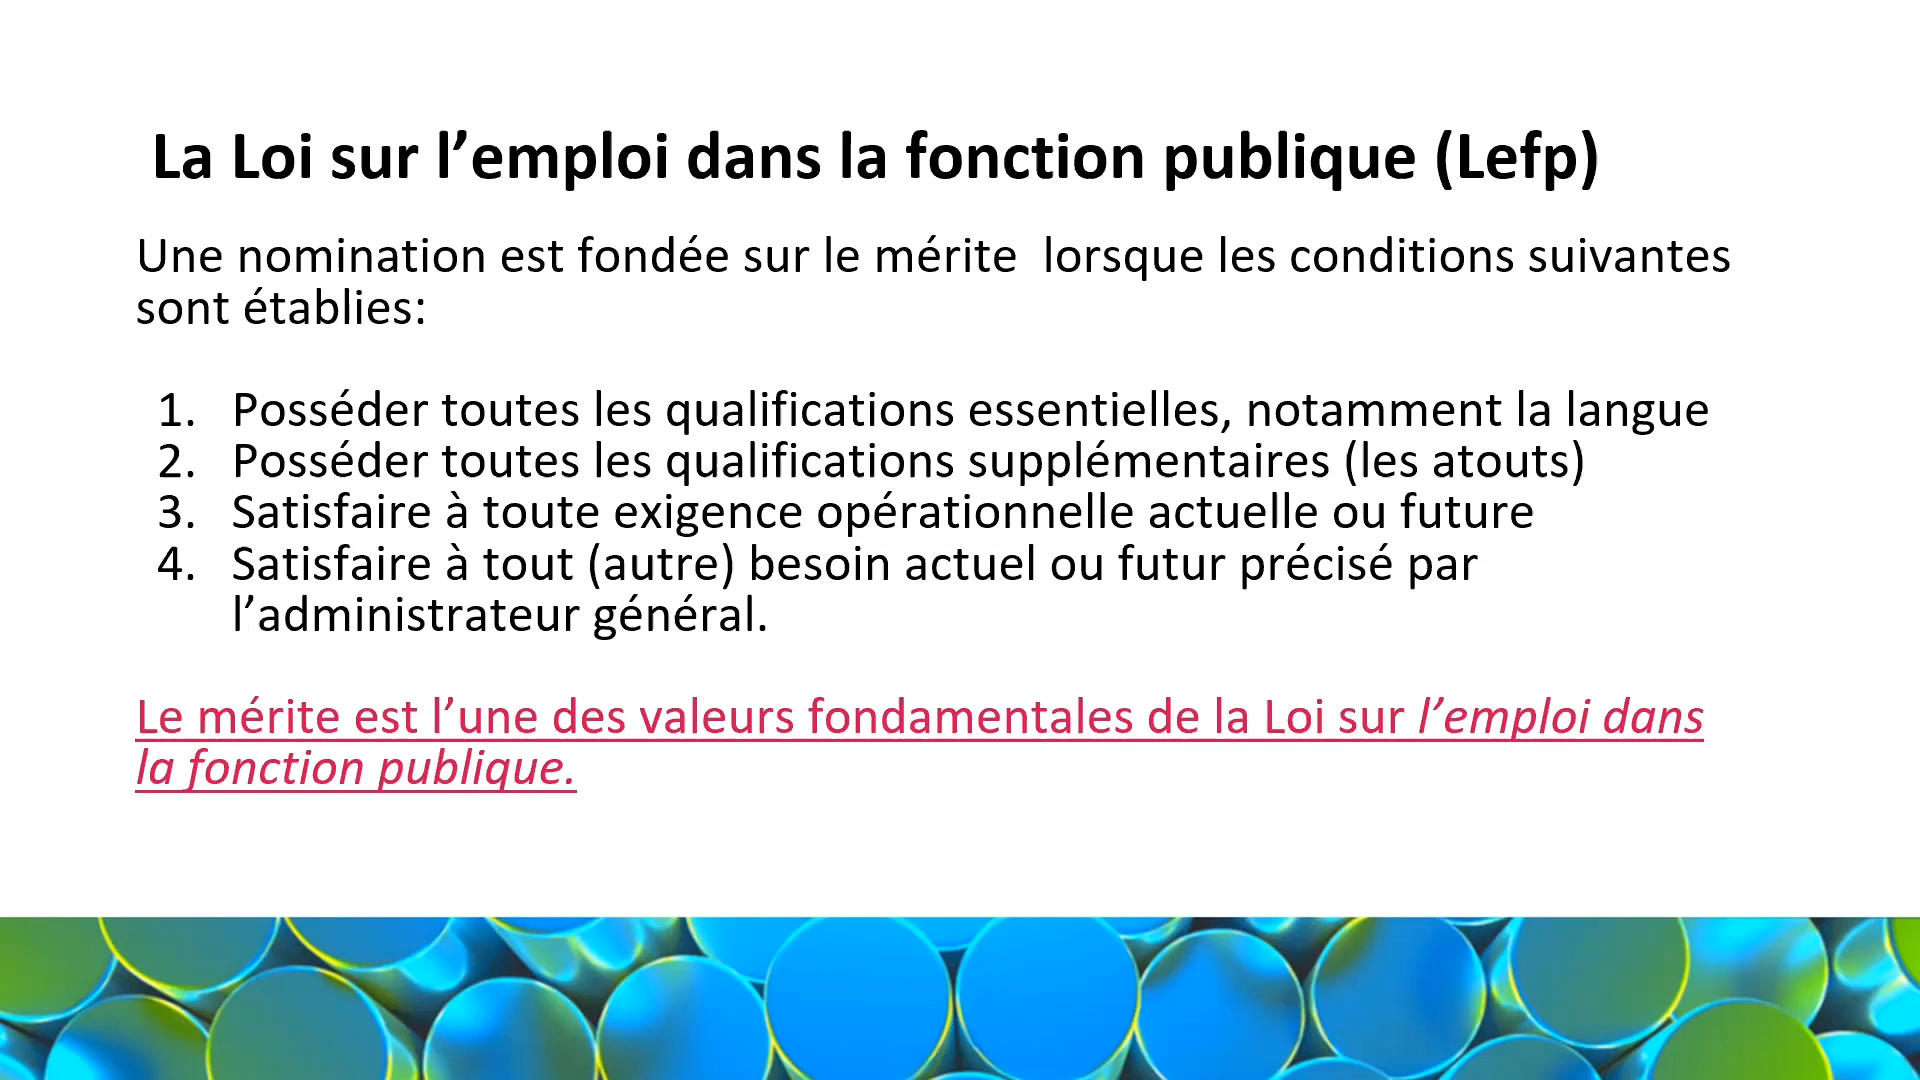 La Loi sur l’emploi dans la fonction publique (Lefp)
Une nomination est fondée sur le mérite  lorsque les conditions suivantes
sont établies:
1. Posséder toutes les qualifications essentielles, notamment la langue
2. Posséder toutes les qualifications supplémentaires (les atouts)
3. Satisfaire à toute exigence opérationnelle actuelle ou future
4. Satisfaire à tout (autre) besoin actuel ou futur précisé par
l’administrateur général.
Le mérite est l’une des valeurs fondamentales de la Loi sur l’emploi dans
la fonction publique.